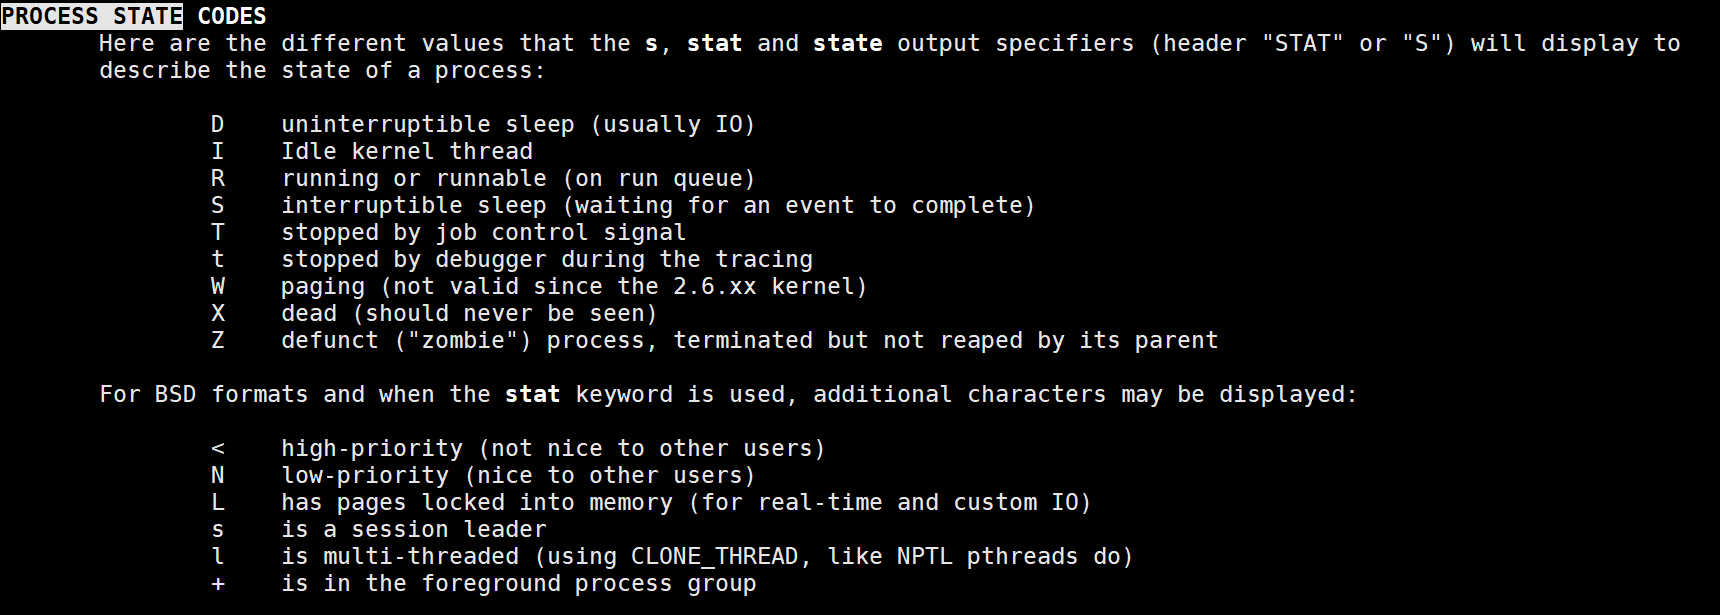 PROCESS STATE CODES
Here are the different values that the s, stat and state output specifiers (header "STAT" or "S") will display to
describe the state of a process:
D    uninterruptible sleep (usually IO)
I    Idle kernel thread
R    running or runnable (on run queue)
S    interruptible sleep (waiting for an event to complete)
T    stopped by job control signal
t    stopped by debugger during the tracing
W    paging (not valid since the 2.6.xx kernel)
X    dead (should never be seen)
Z    defunct ("zombie") process, terminated but not reaped by its parent
For BSD formats and when the stat keyword is used, additional characters may be displayed:
<    high-priority (not nice to other users)
N    low-priority (nice to other users)
L    has pages locked into memory (for real-time and custom IO)
s    is a session leader
l    is multi-threaded (using CLONE_THREAD, like NPTL pthreads do)
+    is in the foreground process group